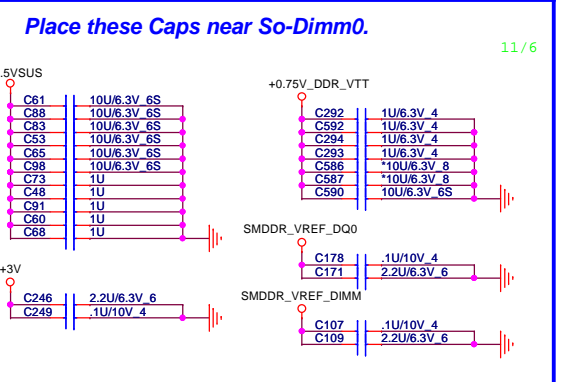 Place these Caps near So-Dimm0.
11/6
.5VSUS
C61 10U/6.3V_6S
C88 10U/6.3V_6S
C83 10U/6.3V_6S
C53 10U/6.3V_6S
C65 10U/6.3V_6S
C98 10U/6.3V_6S
C73 1U
C48 1U
C91 1U
C60 1U
C68 1U
+3V
C246 2.2U/6.3V_6
C249 .1U/10V_4
+0.75V_DDR_VTT
C292 1U/6.3V_4
C592 1U/6.3V_4
C294 1U/6.3V_4
C293 1U/6.3V_4
C586 *10U/6.3V_8
C587 *10U/6.3V_8
C590 10U/6.3V_6S
SMDDR_VREF_DQ0
C178 .1U/10V_4
C171 2.2U/6.3V_6
SMDDR_VREF_DIMM
C107 .1U/10V_4
C109 2.2U/6.3V_6